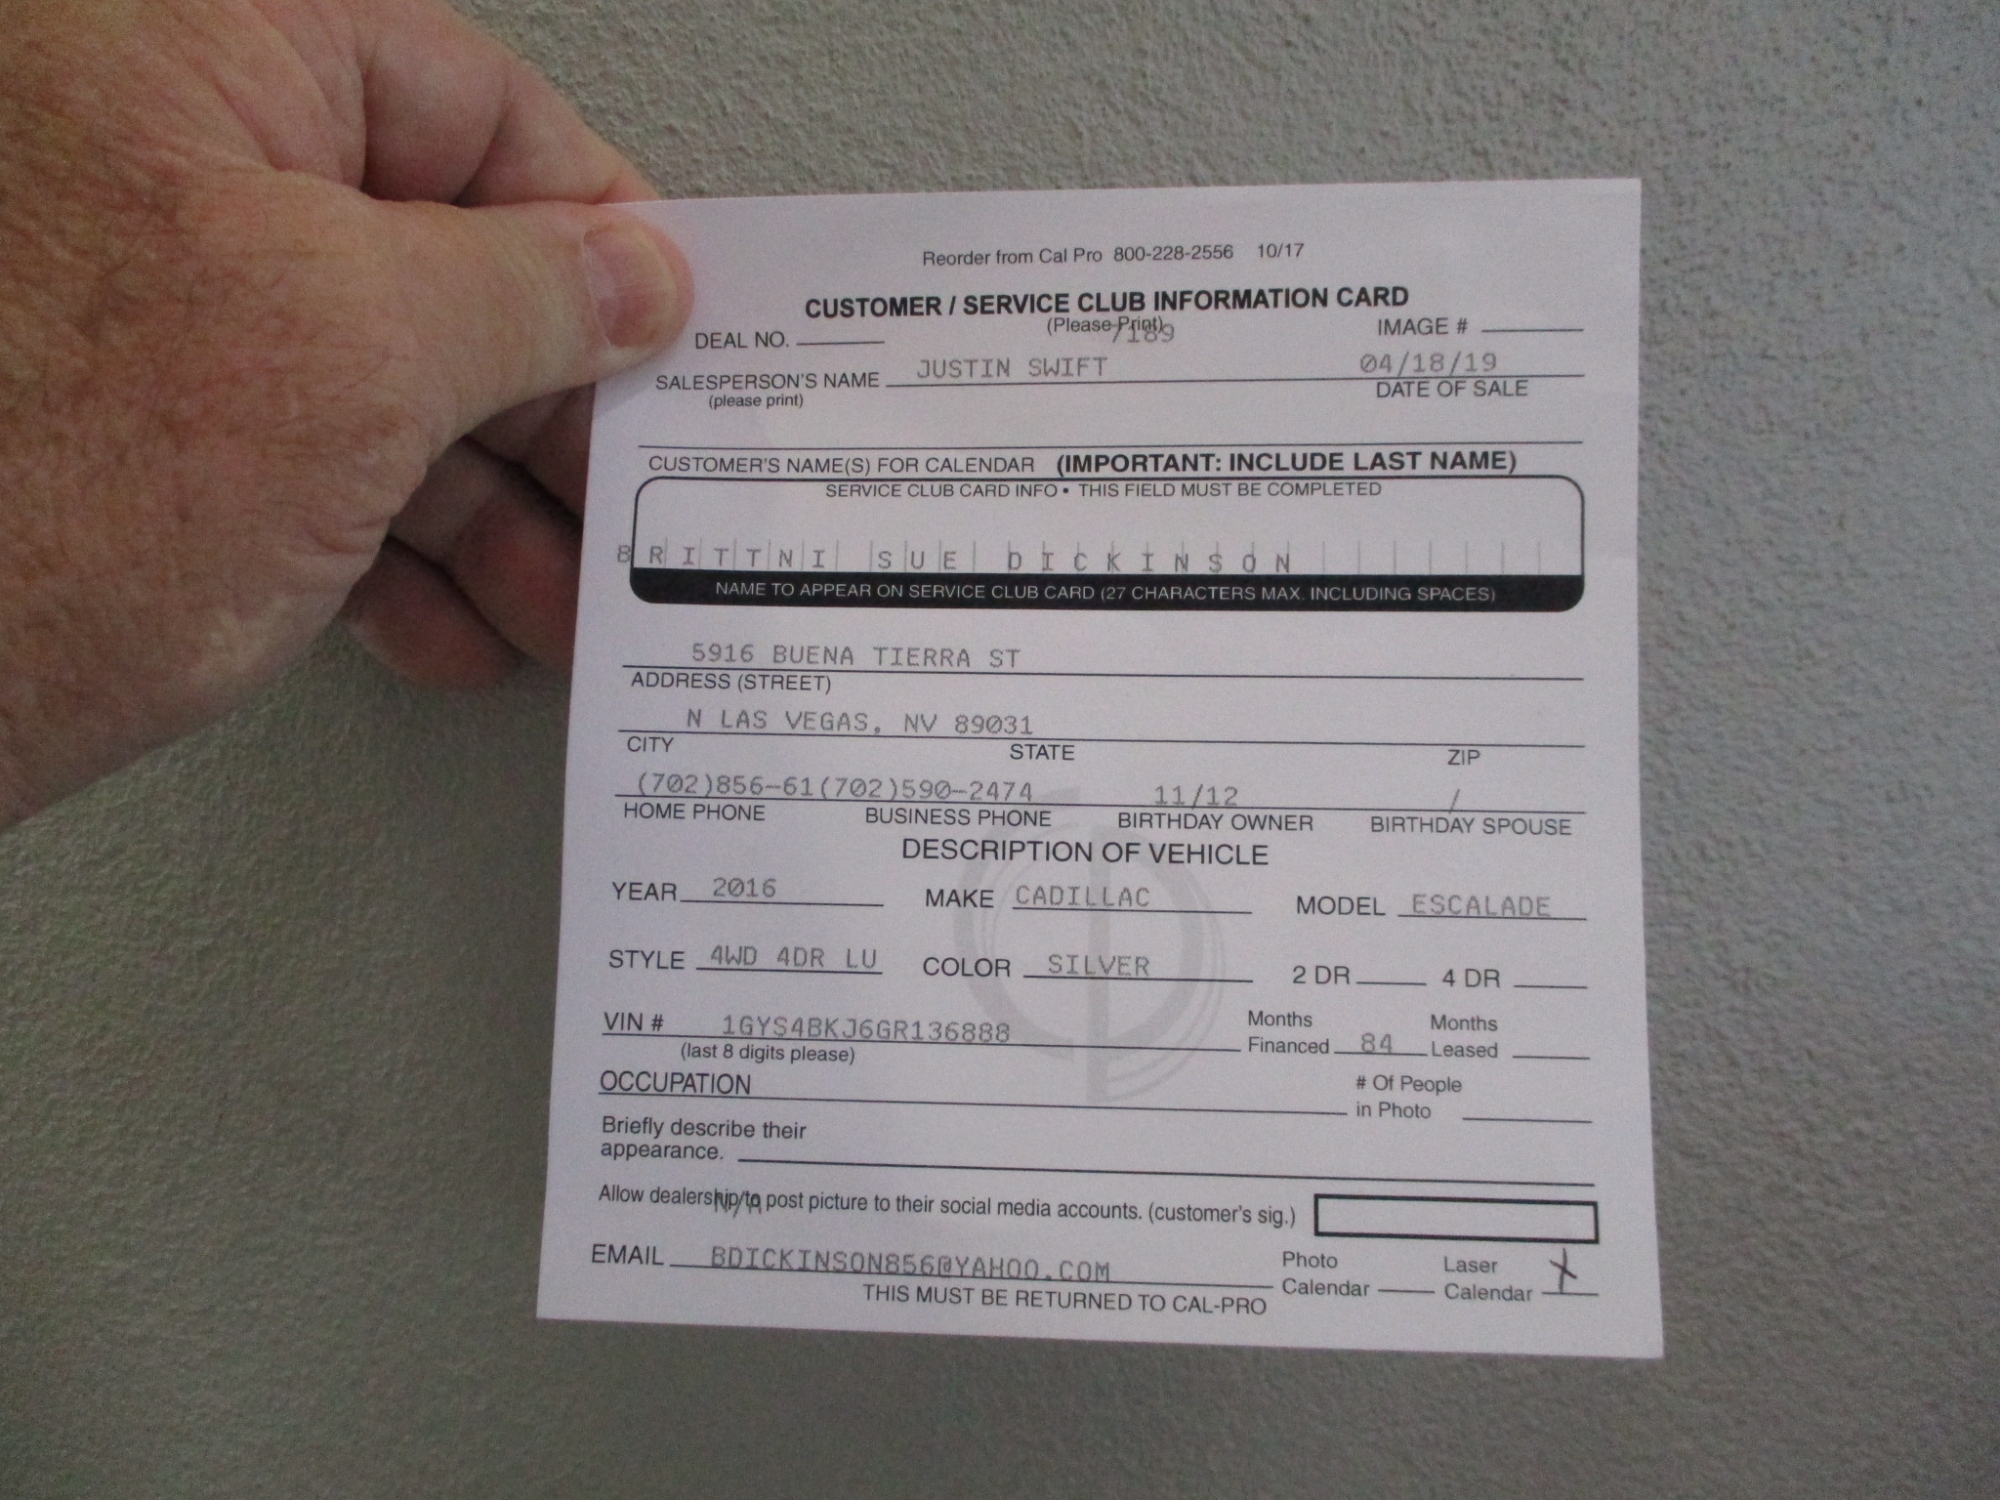 Reorder from Cal Pro 800-228-2556 10/17
CUSTOMER / SERVICE CLUB INFORMATION CARD
(Please Print)
DEAL NO. IMAGE #
SALESPERSON'S NAME JUSTIN SWIFT 04/18/19
(please print) DATE OF SALE
CUSTOMER'S NAME(S) FOR CALENDAR (IMPORTANT: INCLUDE LAST NAME)
SERVICE CLUB CARD INFO • THIS FIELD MUST BE COMPLETED
BRITTNI SUE DICKINSON
NAME TO APPEAR ON SERVICE CLUB CARD (27 CHARACTERS MAX. INCLUDING SPACES)
5916 BUENA TIERRA ST
ADDRESS (STREET)
N LAS VEGAS, NV 89031
CITY STATE ZIP
(702)856-61(702)590-2474 11/12 /
HOME PHONE BUSINESS PHONE BIRTHDAY OWNER BIRTHDAY SPOUSE
DESCRIPTION OF VEHICLE
YEAR 2016 MAKE CADILLAC MODEL ESCALADE
STYLE 4WD 4DR LU COLOR SILVER 2 DR 4 DR
VIN # 1GYS4BKJ6GR136888 Months Financed 84 Months Leased
(last 8 digits please)
OCCUPATION # Of People in Photo
Briefly describe their
appearance.
Allow dealership to post picture to their social media accounts. (customer's sig.)
N/A
EMAIL BDICKINSON856@YAHOO.COM Photo Calendar Laser Calendar X
THIS MUST BE RETURNED TO CAL-PRO